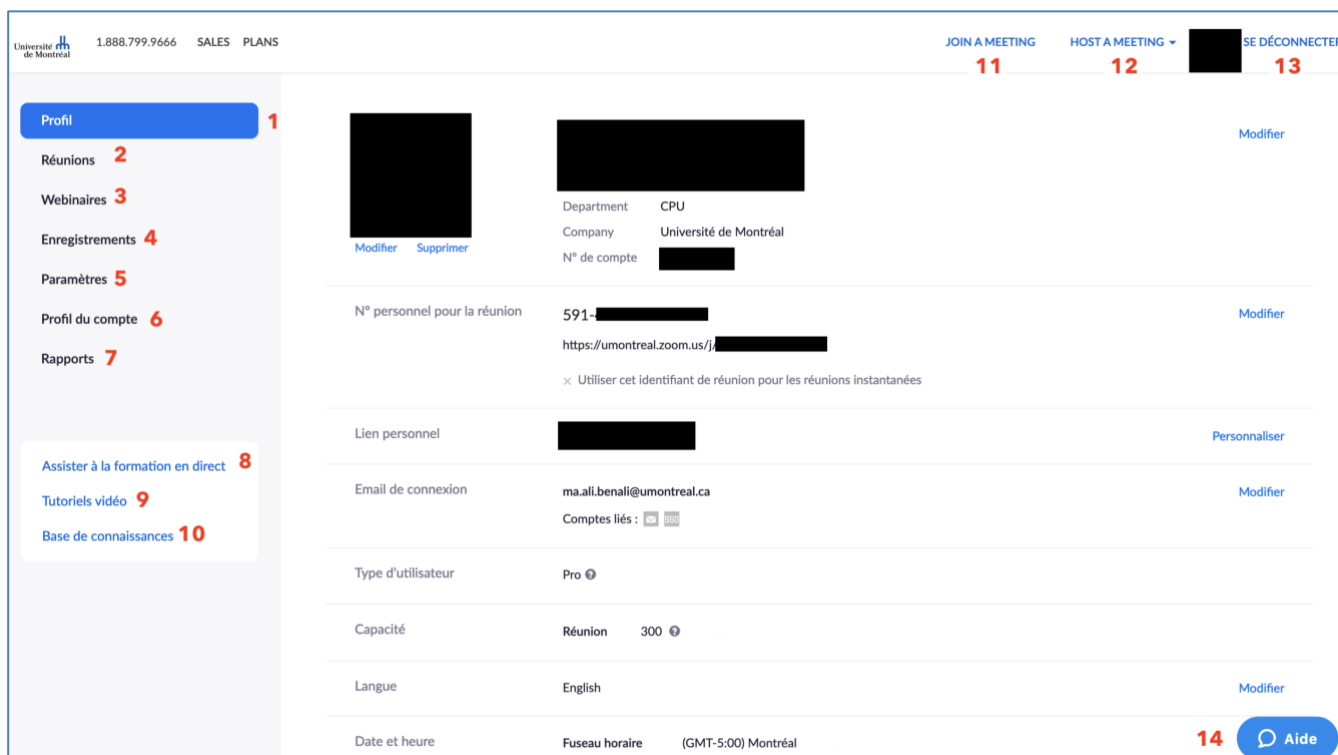 Université de Montréal 1.888.799.9666 SALES PLANS JOIN A MEETING HOST A MEETING SE DÉCONNECTER
11 12 13
Profil 1
Réunions 2
Webinaires 3
Enregistrements 4
Paramètres 5
Profil du compte 6
Rapports 7
Assister à la formation en direct 8
Tutoriels vidéo 9
Base de connaissances 10
Modifier Supprimer
Modifier
Department CPU
Company Université de Montréal
N° de compte
N° personnel pour la réunion 591- Modifier
https://umontreal.zoom.us/j/
× Utiliser cet identifiant de réunion pour les réunions instantanées
Lien personnel Personnaliser
Email de connexion ma.ali.benali@umontreal.ca Modifier
Comptes liés :
Type d'utilisateur Pro ?
Capacité Réunion 300 ?
Langue English Modifier
Date et heure Fuseau horaire (GMT-5:00) Montréal
14 Aide